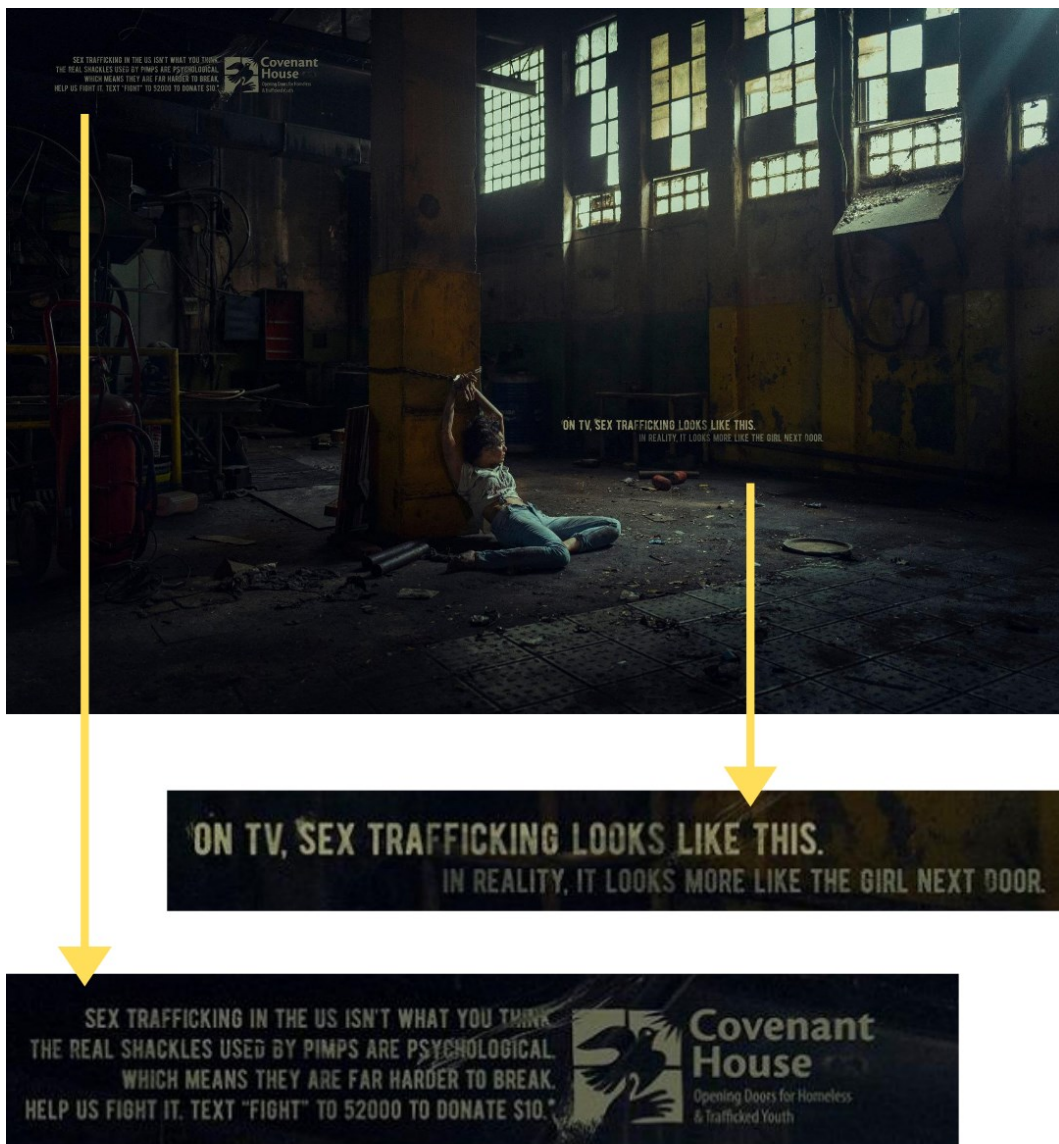 SEX TRAFFICKING IN THE US ISN'T WHAT YOU THINK
THE REAL SHACKLES USED BY PIMPS ARE PSYCHOLOGICAL.
WHICH MEANS THEY ARE FAR HARDER TO BREAK.
HELP US FIGHT IT. TEXT "FIGHT" TO 52000 TO DONATE $10.*
Covenant
House
Opening Doors for Homeless
& Trafficked Youth
ON TV, SEX TRAFFICKING LOOKS LIKE THIS.
IN REALITY, IT LOOKS MORE LIKE THE GIRL NEXT DOOR.
ON TV, SEX TRAFFICKING LOOKS LIKE THIS.
IN REALITY, IT LOOKS MORE LIKE THE GIRL NEXT DOOR.
SEX TRAFFICKING IN THE US ISN'T WHAT YOU THINK
THE REAL SHACKLES USED BY PIMPS ARE PSYCHOLOGICAL.
WHICH MEANS THEY ARE FAR HARDER TO BREAK.
HELP US FIGHT IT. TEXT "FIGHT" TO 52000 TO DONATE $10.*
Covenant
House
Opening Doors for Homeless
& Trafficked Youth